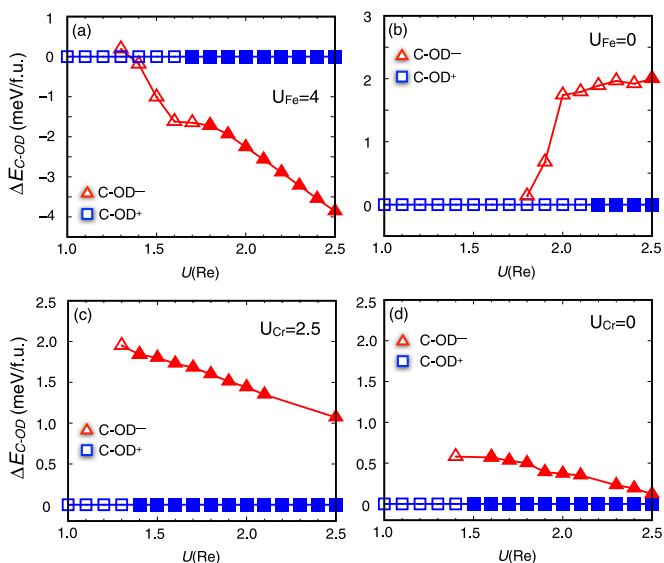 (a)
U_Fe=4
C-OD−
C-OD+
ΔE_C-OD (meV/f.u.)
1
0
−1
−2
−3
−4
1.0 1.5 2.0 2.5
U(Re)
(b)
U_Fe=0
C-OD−
C-OD+
3
2
1
0
1.0 1.5 2.0 2.5
U(Re)
(c)
U_Cr=2.5
C-OD−
C-OD+
ΔE_C-OD (meV/f.u.)
2.5
2.0
1.5
1.0
0.5
0
1.0 1.5 2.0 2.5
U(Re)
(d)
U_Cr=0
C-OD−
C-OD+
2.5
2.0
1.5
1.0
0.5
0
1.0 1.5 2.0 2.5
U(Re)